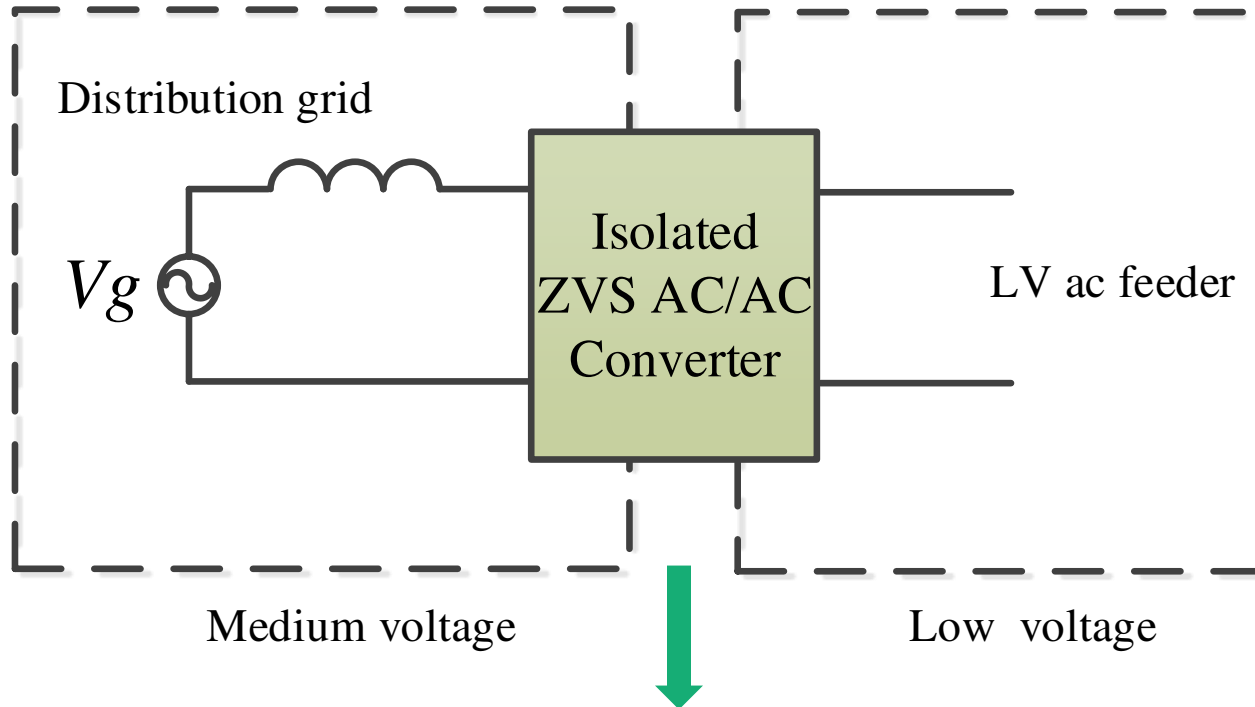 Distribution grid
Vg
Isolated
ZVS AC/AC
Converter
LV ac feeder
Medium voltage
Low voltage